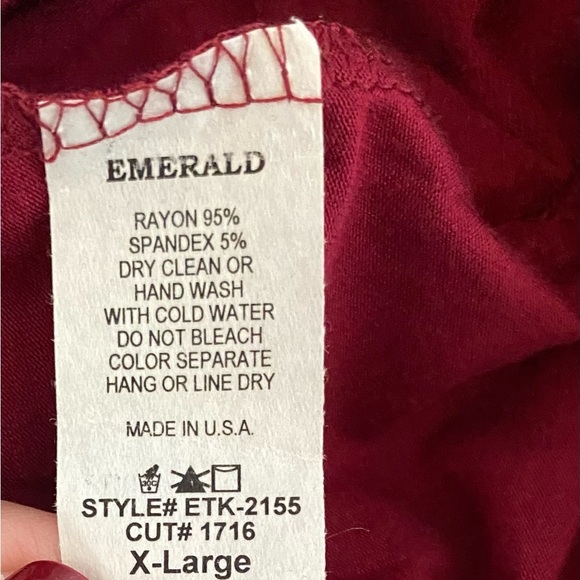 EMERALD
RAYON 95%
SPANDEX 5%
DRY CLEAN OR
HAND WASH
WITH COLD WATER
DO NOT BLEACH
COLOR SEPARATE
HANG OR LINE DRY
MADE IN U.S.A.
STYLE# ETK-2155
CUT# 1716
X-Large